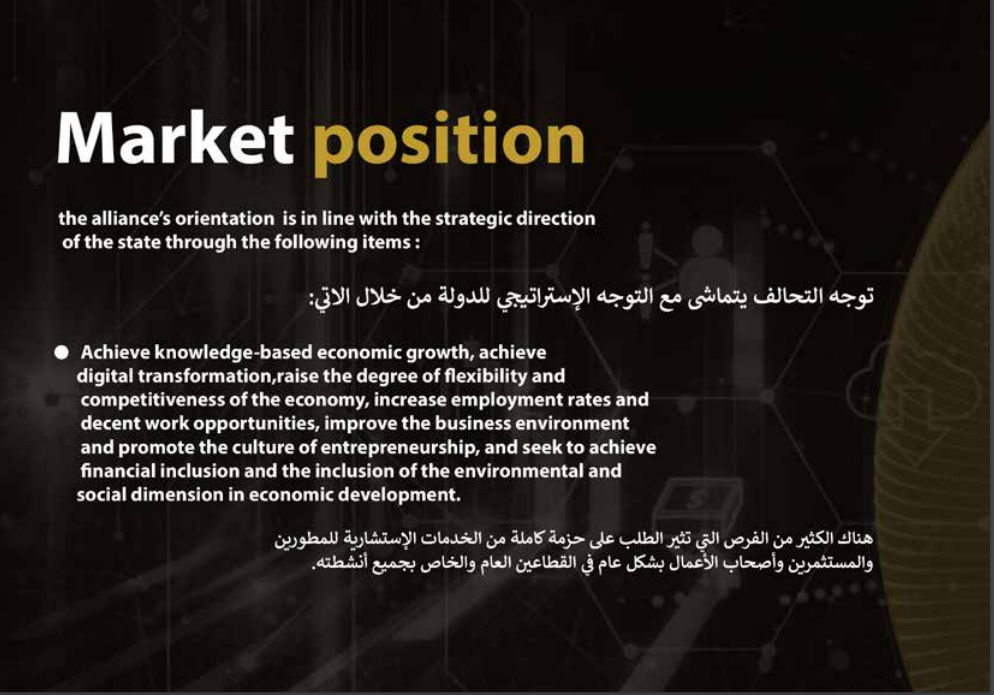 Market position
the alliance's orientation  is in line with the strategic direction
of the state through the following items :
توجه التحالف يتماشى مع التوجه الإستراتيجي للدولة من خلال الاتي:
● Achieve knowledge-based economic growth, achieve
digital transformation,raise the degree of flexibility and
competitiveness of the economy, increase employment rates and
decent work opportunities, improve the business environment
and promote the culture of entrepreneurship, and seek to achieve
financial inclusion and the inclusion of the environmental and
social dimension in economic development.
هناك الكثير من الفرص التي تثير الطلب على حزمة كاملة من الخدمات الإستشارية للمطورين
والمستثمرين وأصحاب الأعمال بشكل عام في القطاعين العام والخاص بجميع أنشطته.